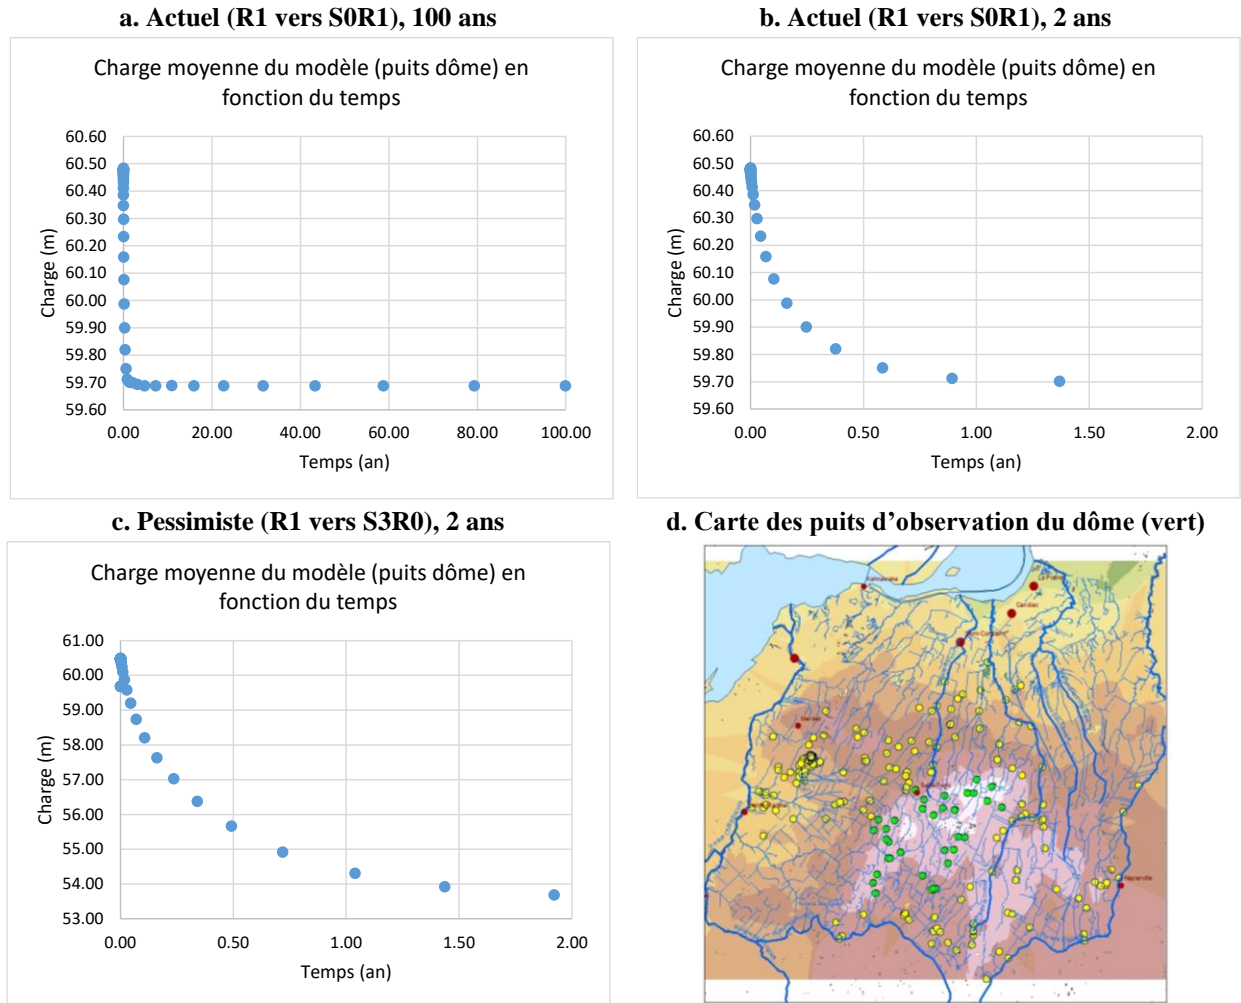 a. Actuel (R1 vers S0R1), 100 ans
Charge moyenne du modèle (puits dôme) en
fonction du temps
Charge (m)
60.60
60.50
60.40
60.30
60.20
60.10
60.00
59.90
59.80
59.70
59.60
0.00 20.00 40.00 60.00 80.00 100.00
Temps (an)
b. Actuel (R1 vers S0R1), 2 ans
Charge moyenne du modèle (puits dôme) en
fonction du temps
Charge (m)
60.60
60.50
60.40
60.30
60.20
60.10
60.00
59.90
59.80
59.70
59.60
0.00 0.50 1.00 1.50 2.00
Temps (an)
c. Pessimiste (R1 vers S3R0), 2 ans
Charge moyenne du modèle (puits dôme) en
fonction du temps
Charge (m)
61.00
60.00
59.00
58.00
57.00
56.00
55.00
54.00
53.00
0.00 0.50 1.00 1.50 2.00
Temps (an)
d. Carte des puits d'observation du dôme (vert)
Candiac
Mercier